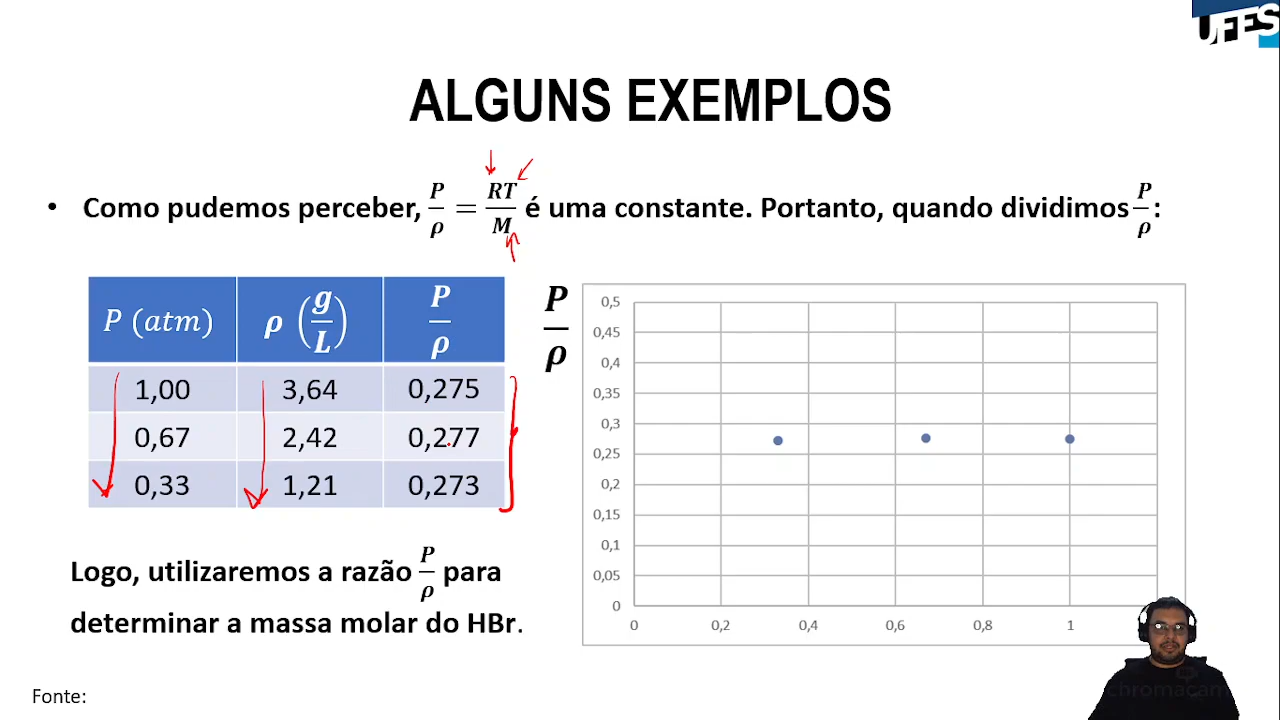 UFES
ALGUNS EXEMPLOS
• Como pudemos perceber, P/ρ = RT/M é uma constante. Portanto, quando dividimos P/ρ:
P (atm) ρ (g/L) P/ρ
1,00 3,64 0,275
0,67 2,42 0,277
0,33 1,21 0,273
P/ρ
0,5
0,45
0,4
0,35
0,3
0,25
0,2
0,15
0,1
0,05
0
0 0,2 0,4 0,6 0,8 1
Logo, utilizaremos a razão P/ρ para
determinar a massa molar do HBr.
chromacam
Fonte: